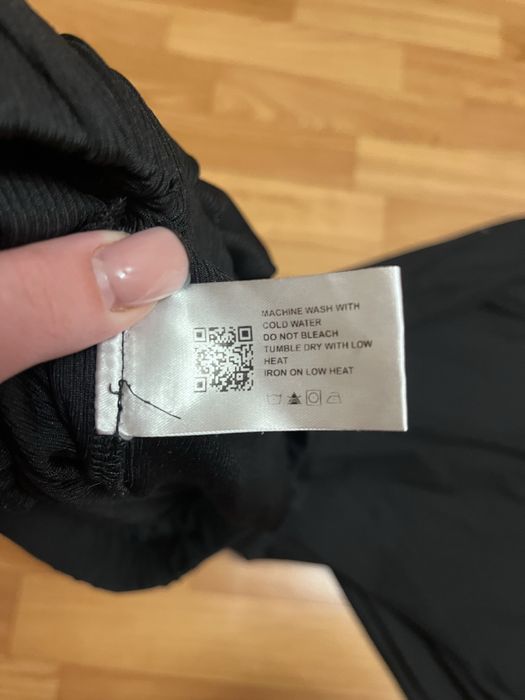 MACHINE WASH WITH
COLD WATER
DO NOT BLEACH
TUMBLE DRY WITH LOW
HEAT
IRON ON LOW HEAT